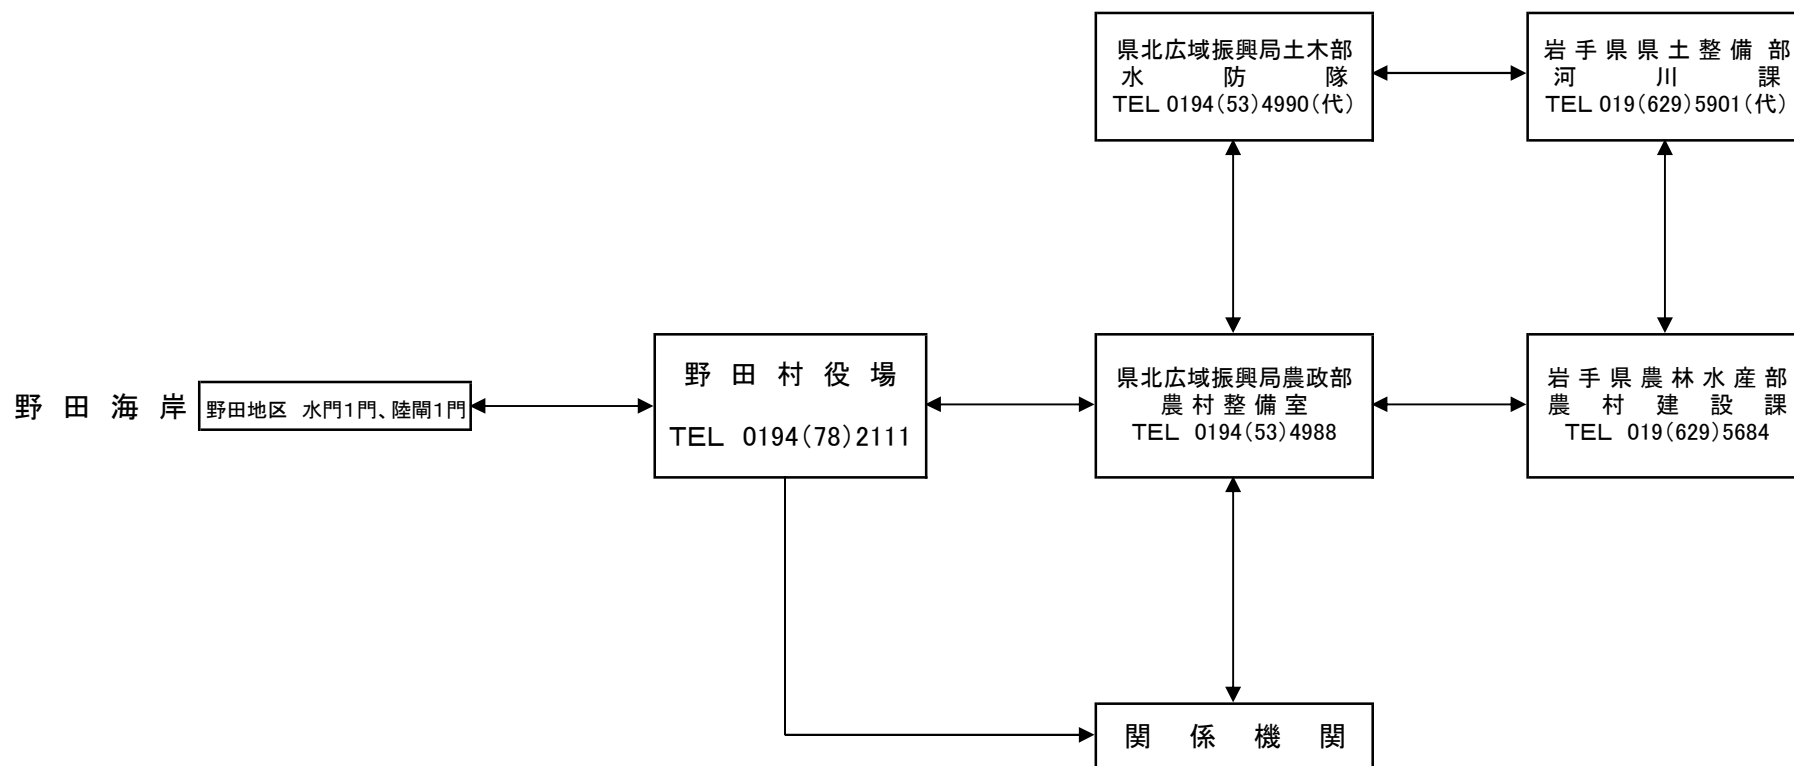 県北広域振興局土木部
水防隊
TEL 0194(53)4990(代)
岩手県県土整備部
河川課
TEL 019(629)5901(代)
野田海岸
野田地区 水門1門、陸閘1門
野田村役場
TEL 0194(78)2111
県北広域振興局農政部
農村整備室
TEL 0194(53)4988
岩手県農林水産部
農村建設課
TEL 019(629)5684
関係機関